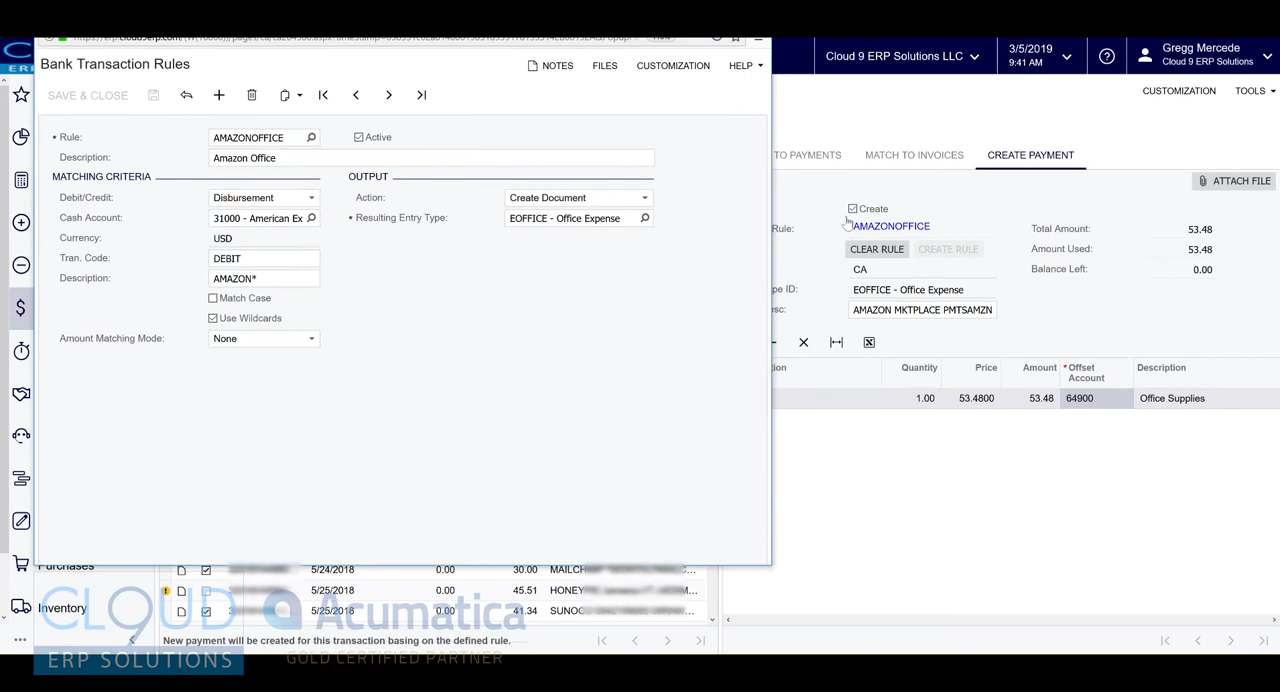 Cloud 9 ERP Solutions LLC
3/5/2019
9:41 AM
Gregg Mercede
Cloud 9 ERP Solutions
Bank Transaction Rules
NOTES
FILES
CUSTOMIZATION
HELP
CUSTOMIZATION
TOOLS
SAVE & CLOSE
* Rule:
AMAZONOFFICE
Active
Description:
Amazon Office
MATCHING CRITERIA
OUTPUT
Debit/Credit:
Disbursement
Action:
Create Document
Cash Account:
31000 - American Ex
* Resulting Entry Type:
EOFFICE - Office Expense
Currency:
USD
Tran. Code:
DEBIT
Description:
AMAZON*
Match Case
Use Wildcards
Amount Matching Mode:
None
TO PAYMENTS
MATCH TO INVOICES
CREATE PAYMENT
ATTACH FILE
Create
Rule:
AMAZONOFFICE
CLEAR RULE
CREATE RULE
CA
pe ID:
EOFFICE - Office Expense
esc:
AMAZON MKTPLACE PMTSAMZN
Total Amount:
53.48
Amount Used:
53.48
Balance Left:
0.00
tion
Quantity
Price
Amount
* Offset
Account
Description
1.00
53.4800
53.48
64900
Office Supplies
Purchases
Inventory
5/24/2018
0.00
30.00
MAILCH
5/25/2018
0.00
45.51
HONEY
5/25/2018
0.00
41.34
SUNOC
New payment will be created for this transaction basing on the defined rule.
CLOUD
ERP SOLUTIONS
Acumatica
GOLD CERTIFIED PARTNER